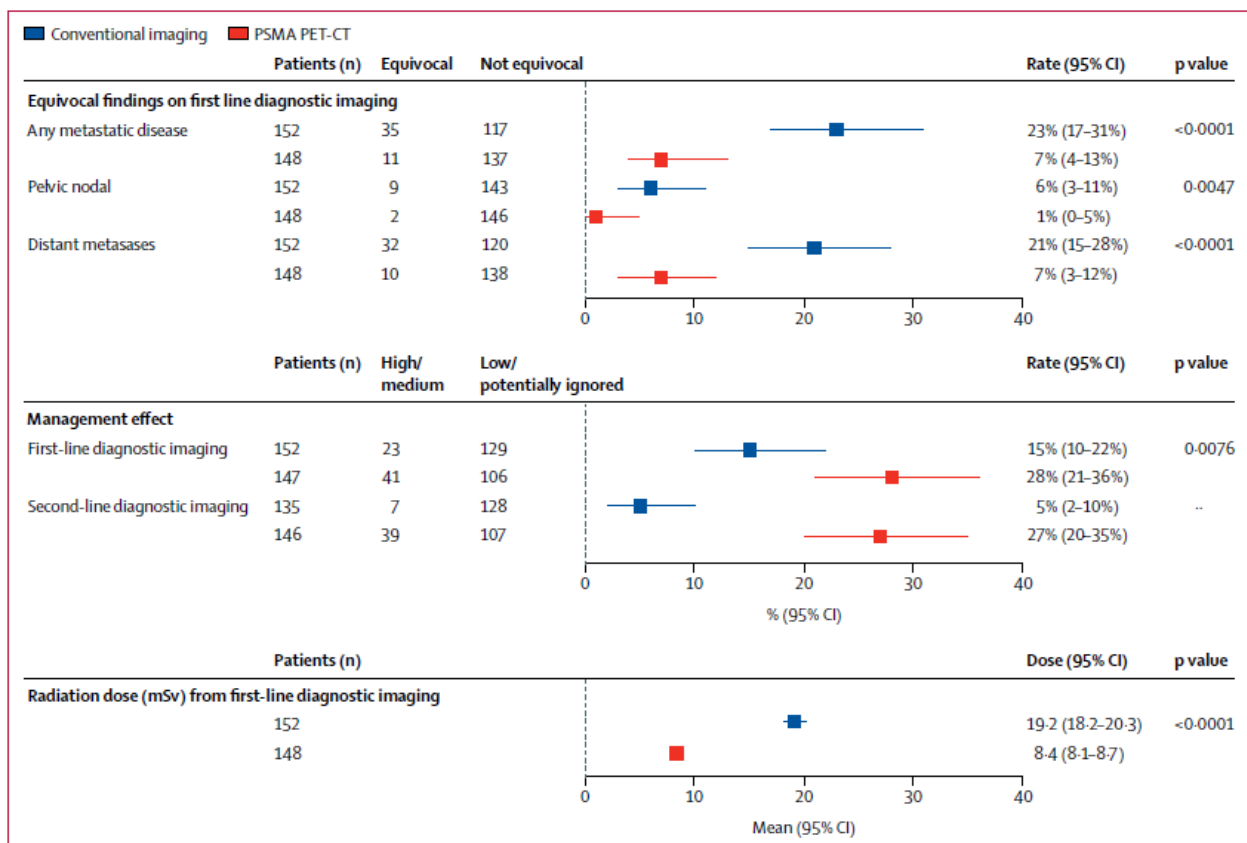 Conventional imaging PSMA PET-CT
Patients (n) Equivocal Not equivocal Rate (95% CI) p value
Equivocal findings on first line diagnostic imaging
Any metastatic disease 152 35 117 23% (17–31%) <0·0001
148 11 137 7% (4–13%)
Pelvic nodal 152 9 143 6% (3–11%) 0·0047
148 2 146 1% (0–5%)
Distant metasases 152 32 120 21% (15–28%) <0·0001
148 10 138 7% (3–12%)
0 10 20 30 40
Patients (n) High/ Low/ Rate (95% CI) p value
medium potentially ignored
Management effect
First-line diagnostic imaging 152 23 129 15% (10–22%) 0·0076
147 41 106 28% (21–36%)
Second-line diagnostic imaging 135 7 128 5% (2–10%) ··
146 39 107 27% (20–35%)
0 10 20 30 40
% (95% CI)
Patients (n) Dose (95% CI) p value
Radiation dose (mSv) from first-line diagnostic imaging
152 19·2 (18·2–20·3) <0·0001
148 8·4 (8·1–8·7)
0 10 20 30 40
Mean (95% CI)